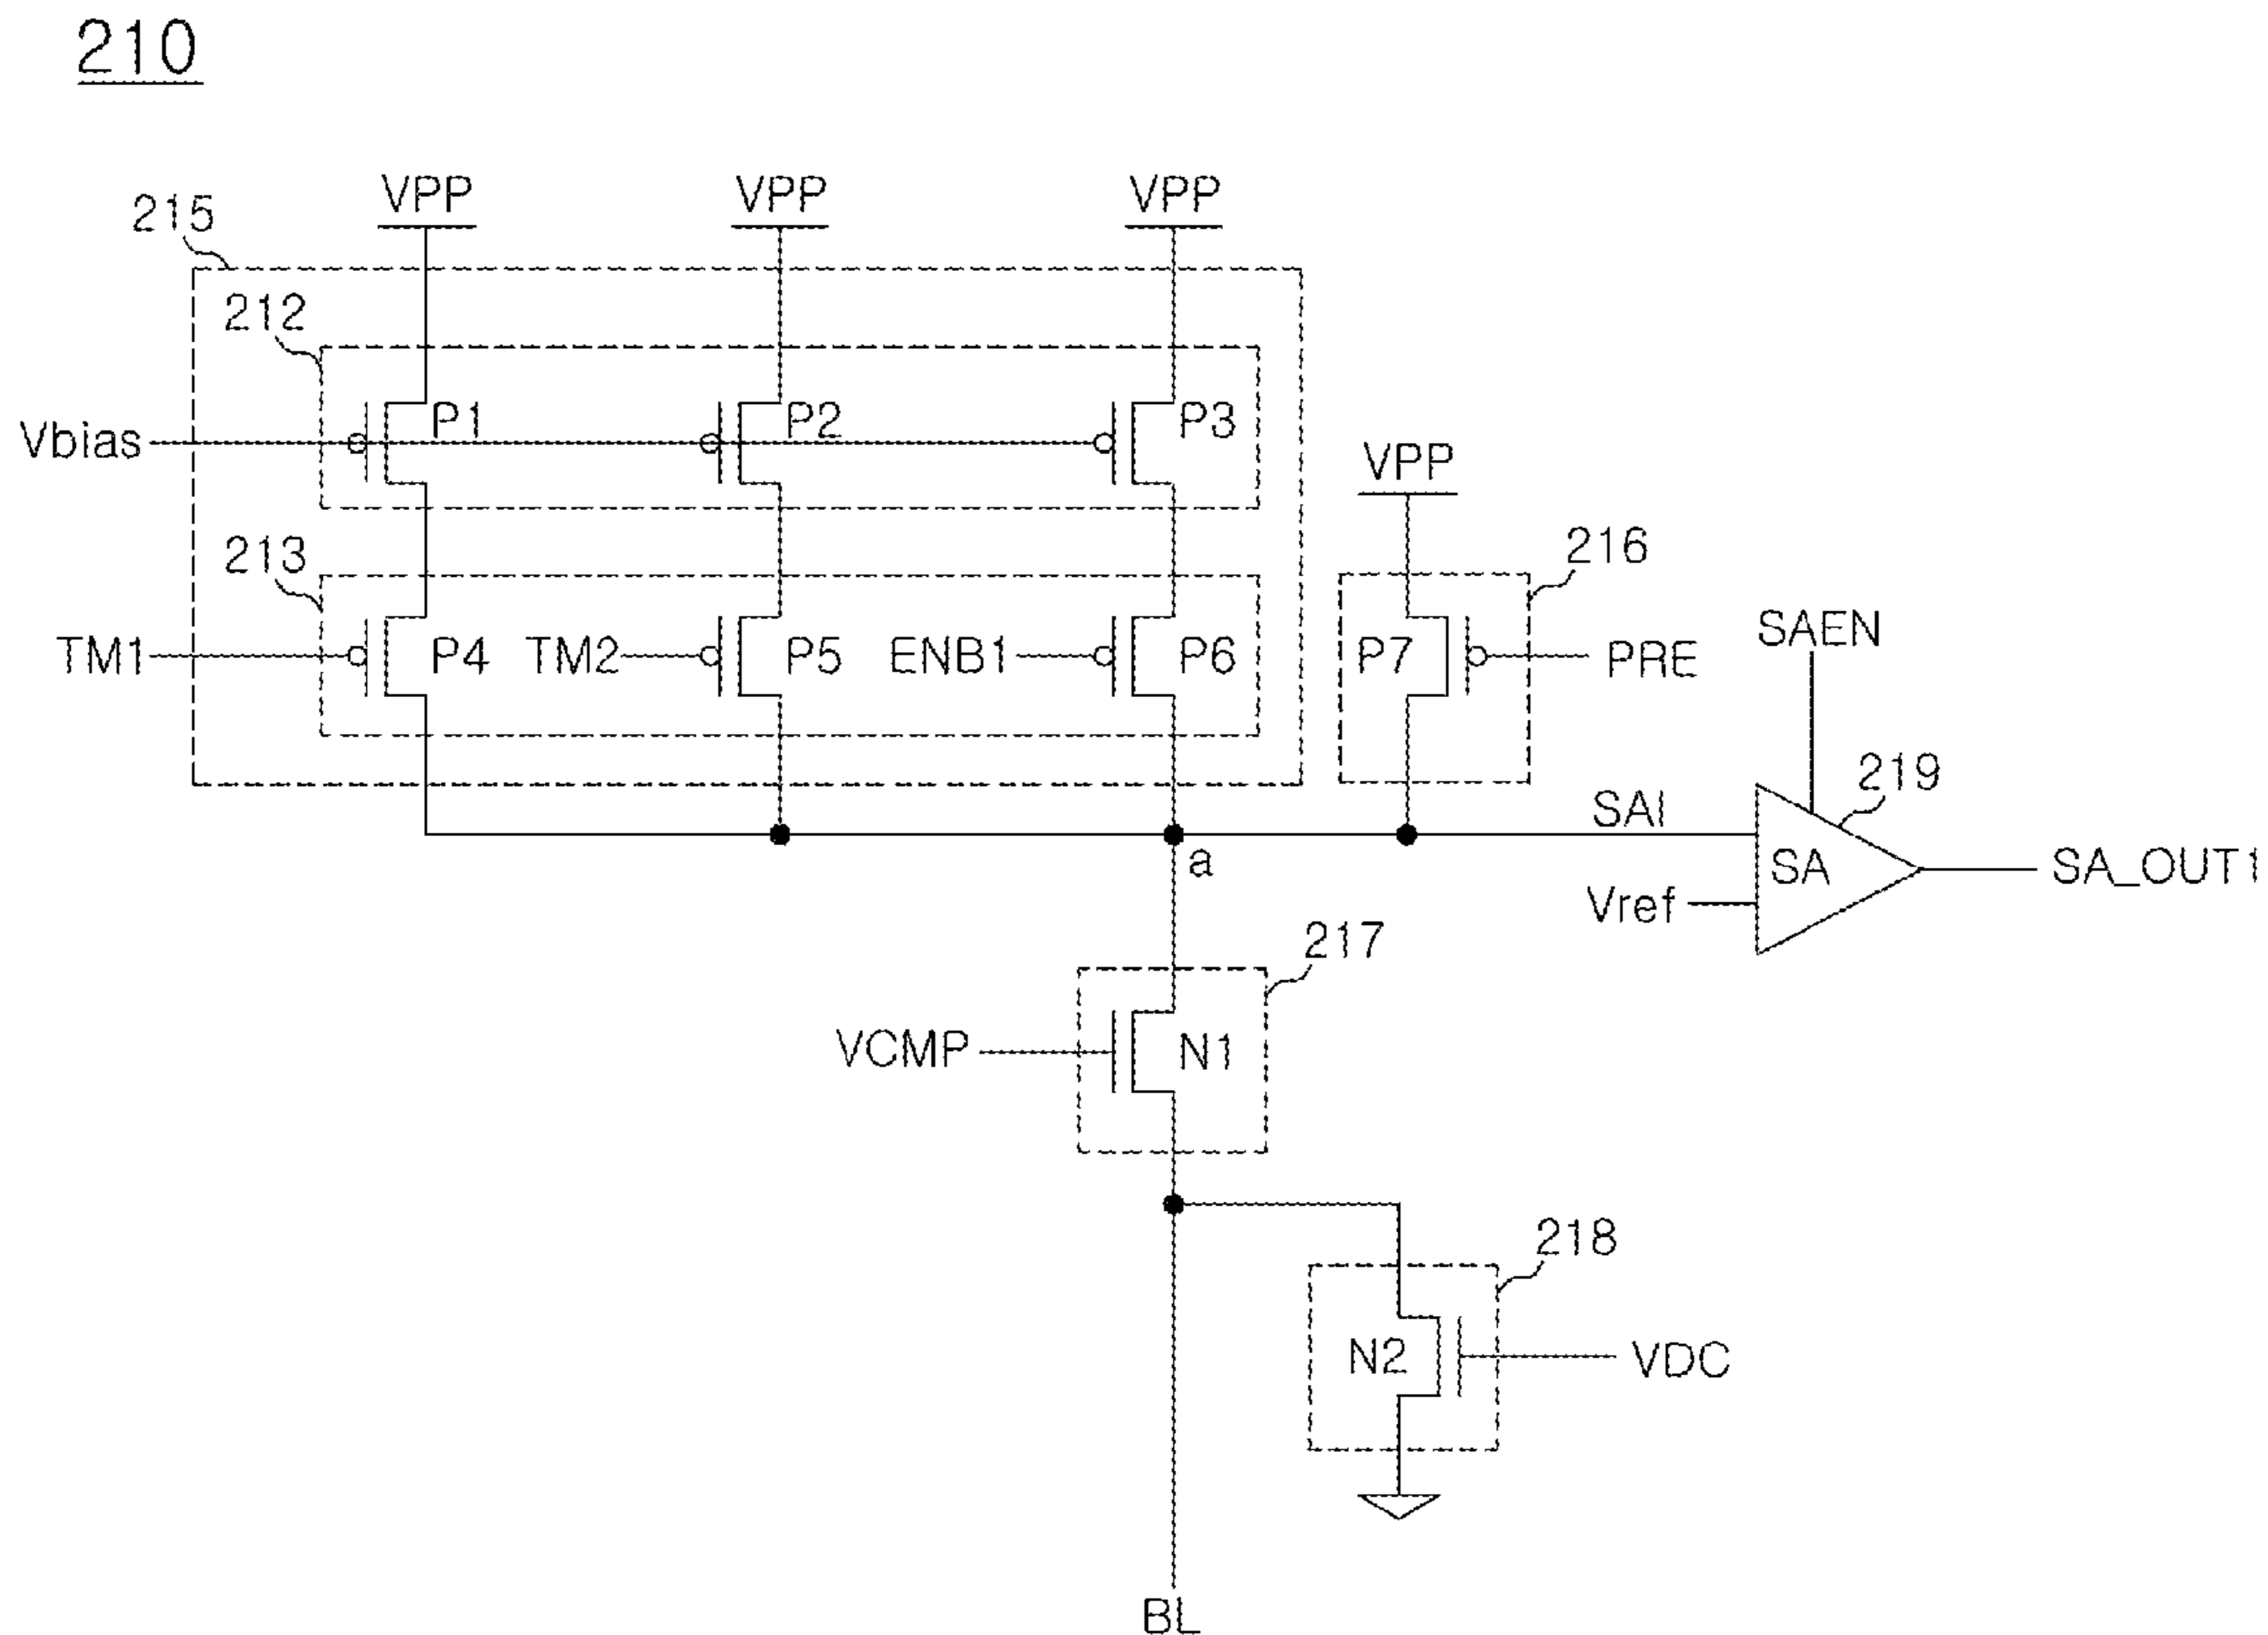 210
VPP VPP VPP
215
212
P1 P2 P3
Vbias
VPP
213
216
TM1 P4 TM2 P5 ENB1 P6 P7 PRE
SAEN
219
SAI
a
SA
SA_OUT1
Vref
217
VCMP N1
218
N2 VDC
BL